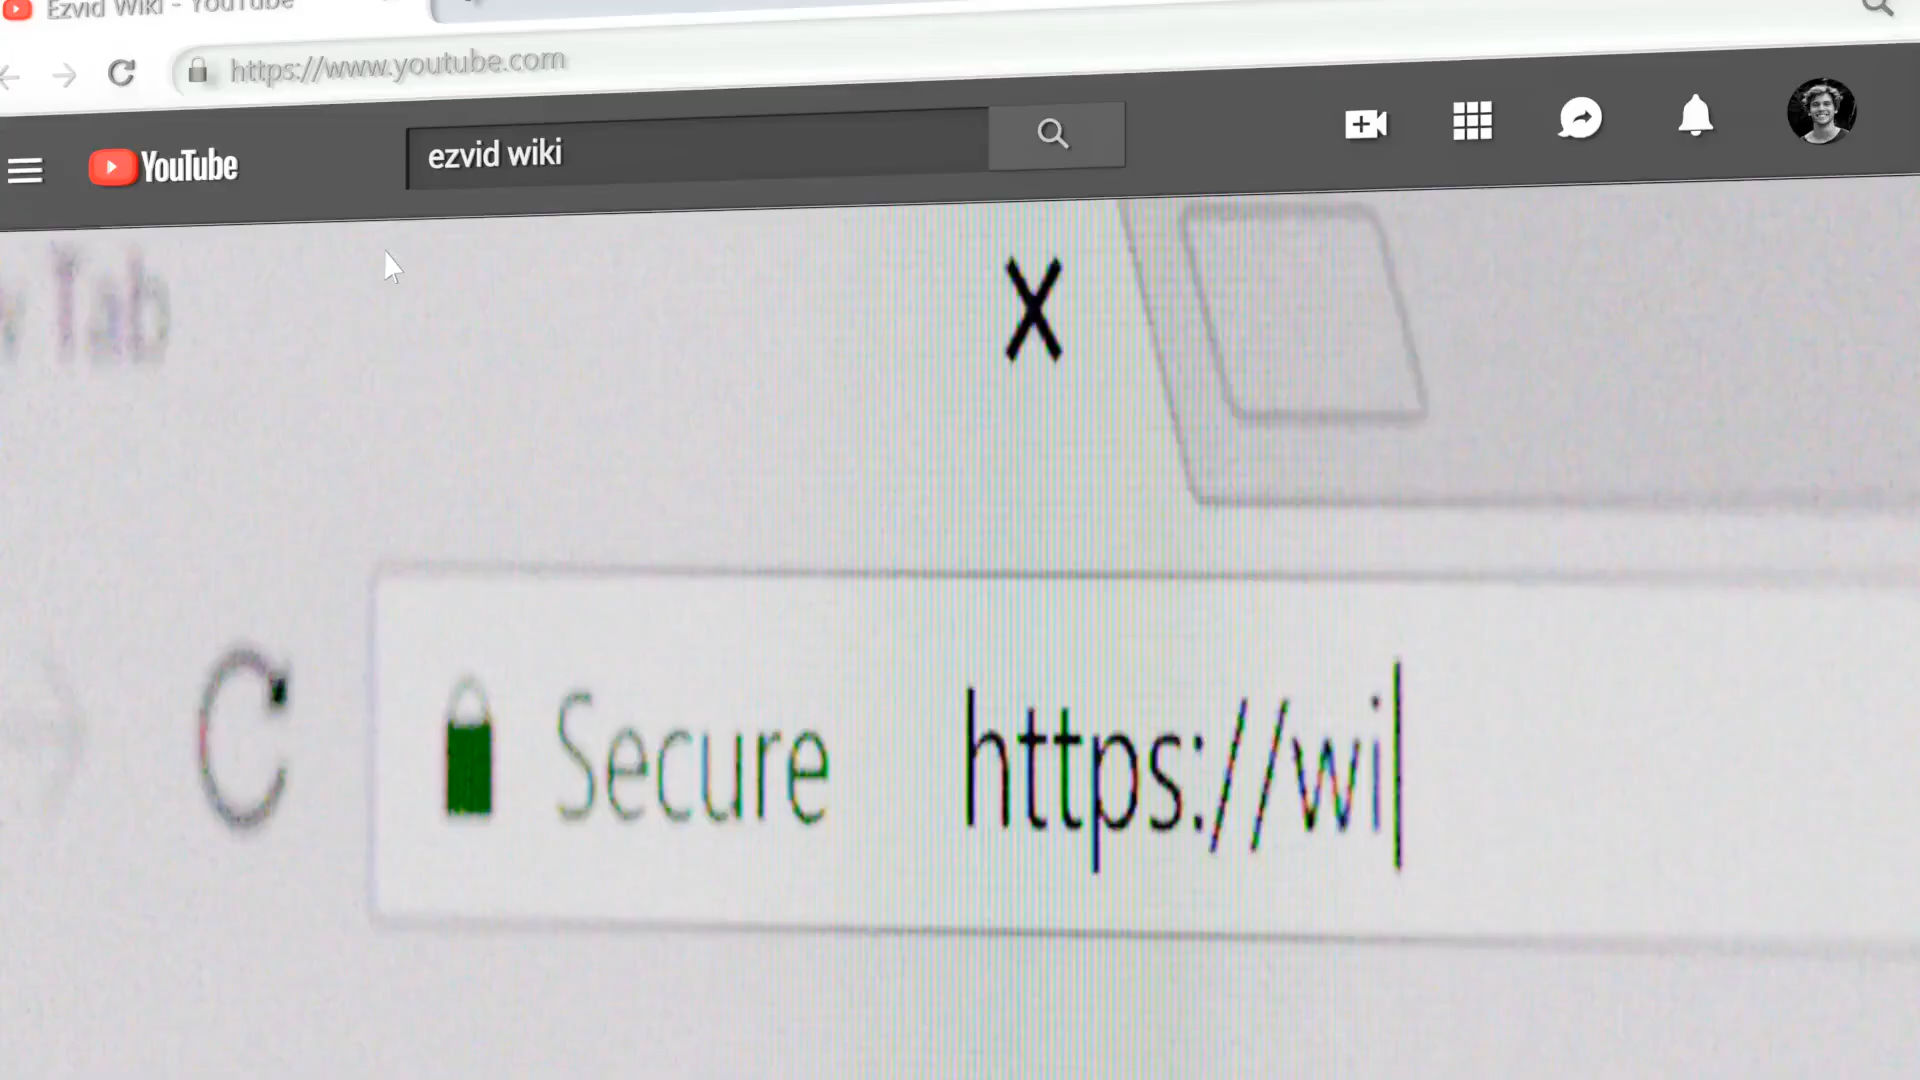 Ezvid Wiki - YouTube
https://www.youtube.com
YouTube
ezvid wiki
Tab
X
Secure
https://wi